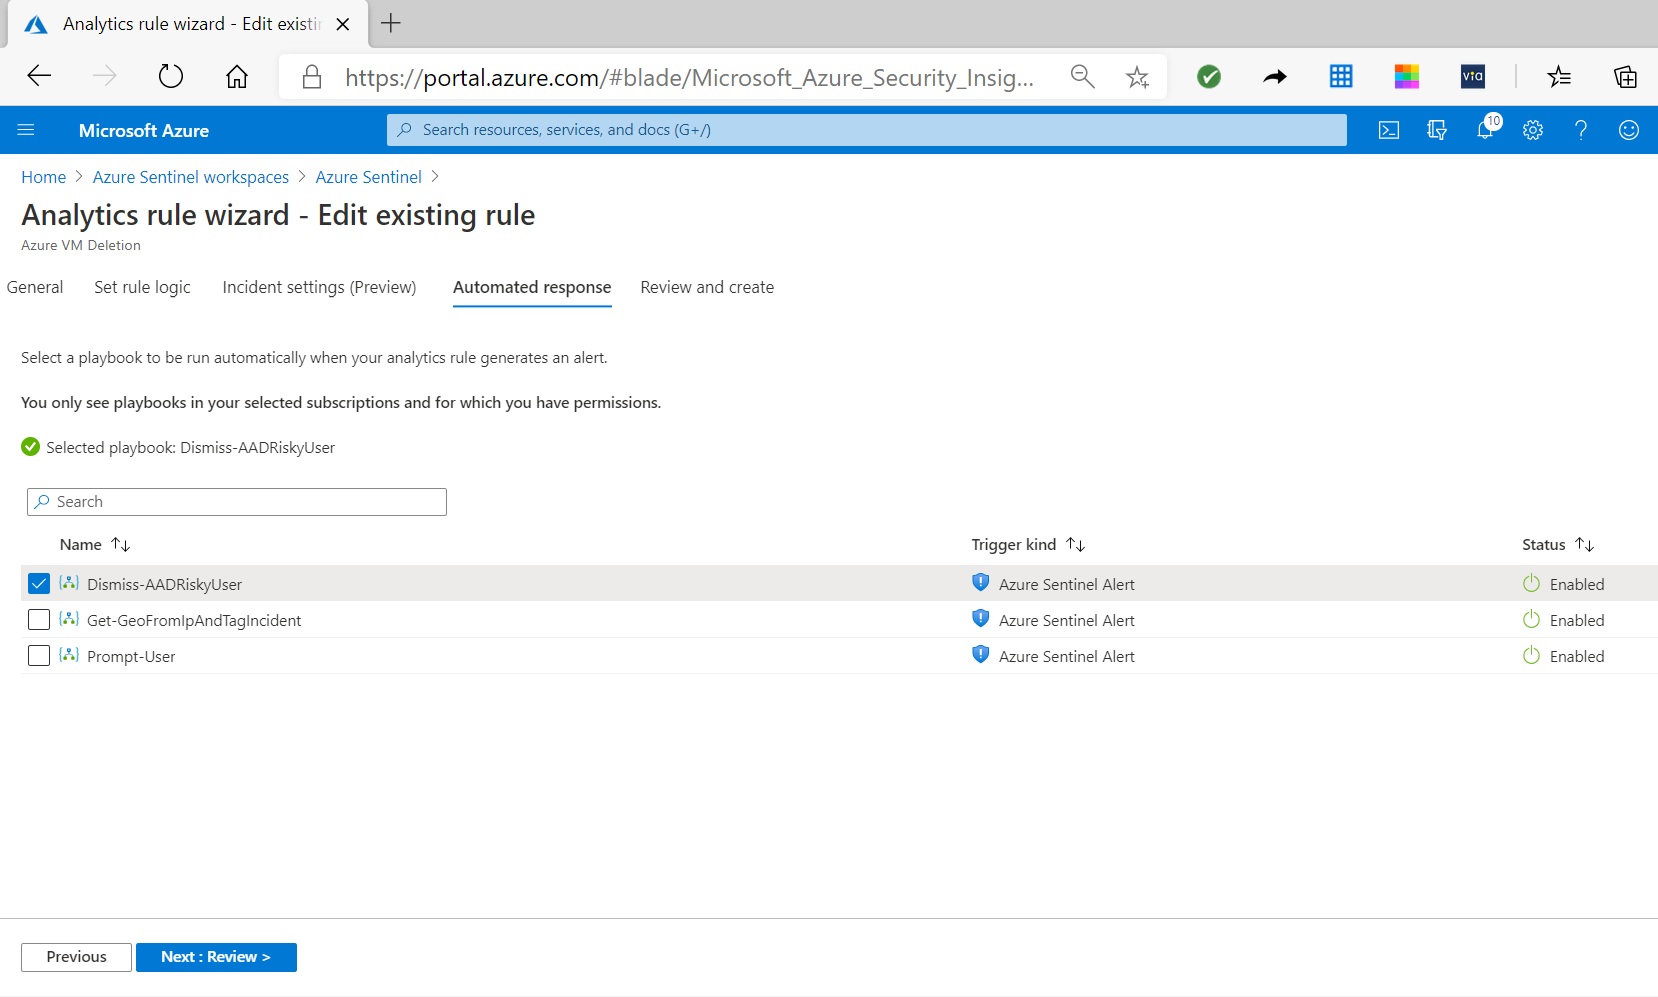 Analytics rule wizard - Edit existin
https://portal.azure.com/#blade/Microsoft_Azure_Security_Insig...
via
Microsoft Azure
Search resources, services, and docs (G+/)
10
Home > Azure Sentinel workspaces > Azure Sentinel >
Analytics rule wizard - Edit existing rule
Azure VM Deletion
General Set rule logic Incident settings (Preview) Automated response Review and create
Select a playbook to be run automatically when your analytics rule generates an alert.
You only see playbooks in your selected subscriptions and for which you have permissions.
Selected playbook: Dismiss-AADRiskyUser
Search
Name ↑↓ Trigger kind ↑↓ Status ↑↓
Dismiss-AADRiskyUser Azure Sentinel Alert Enabled
Get-GeoFromIpAndTagIncident Azure Sentinel Alert Enabled
Prompt-User Azure Sentinel Alert Enabled
Previous Next : Review >